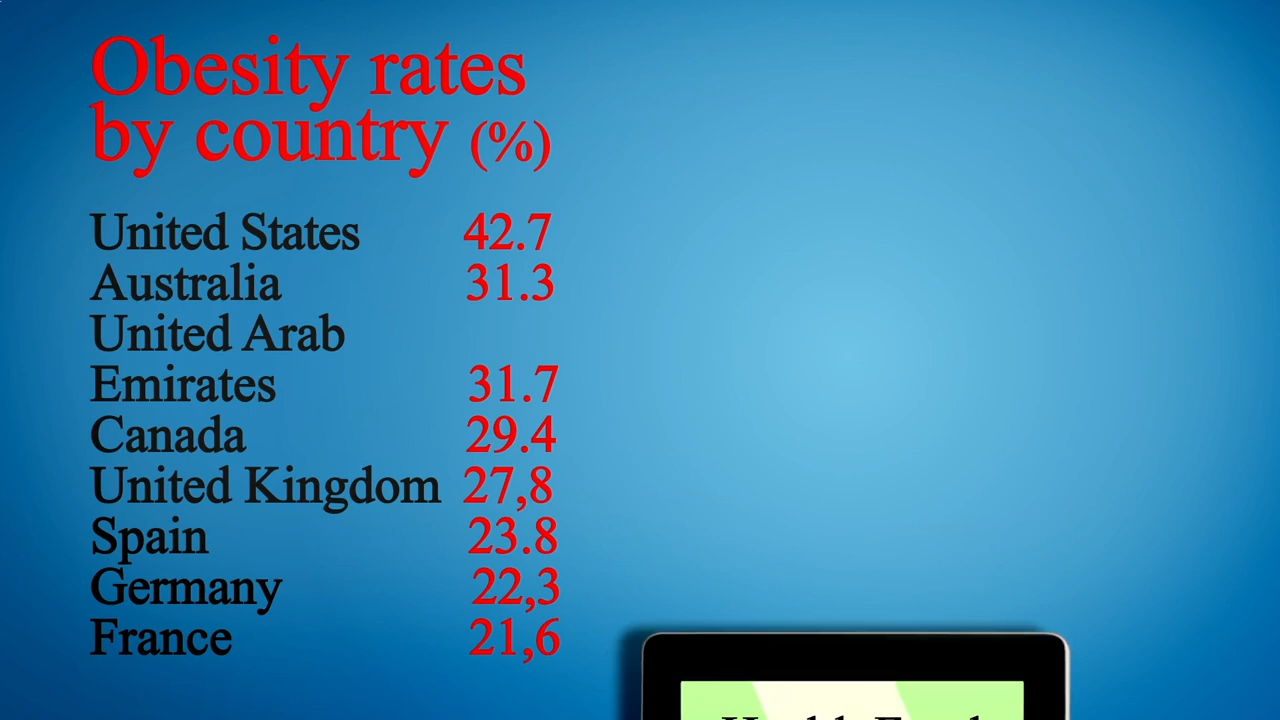 Obesity rates
by country (%)
United States 42.7
Australia 31.3
United Arab
Emirates 31.7
Canada 29.4
United Kingdom 27,8
Spain 23.8
Germany 22,3
France 21,6